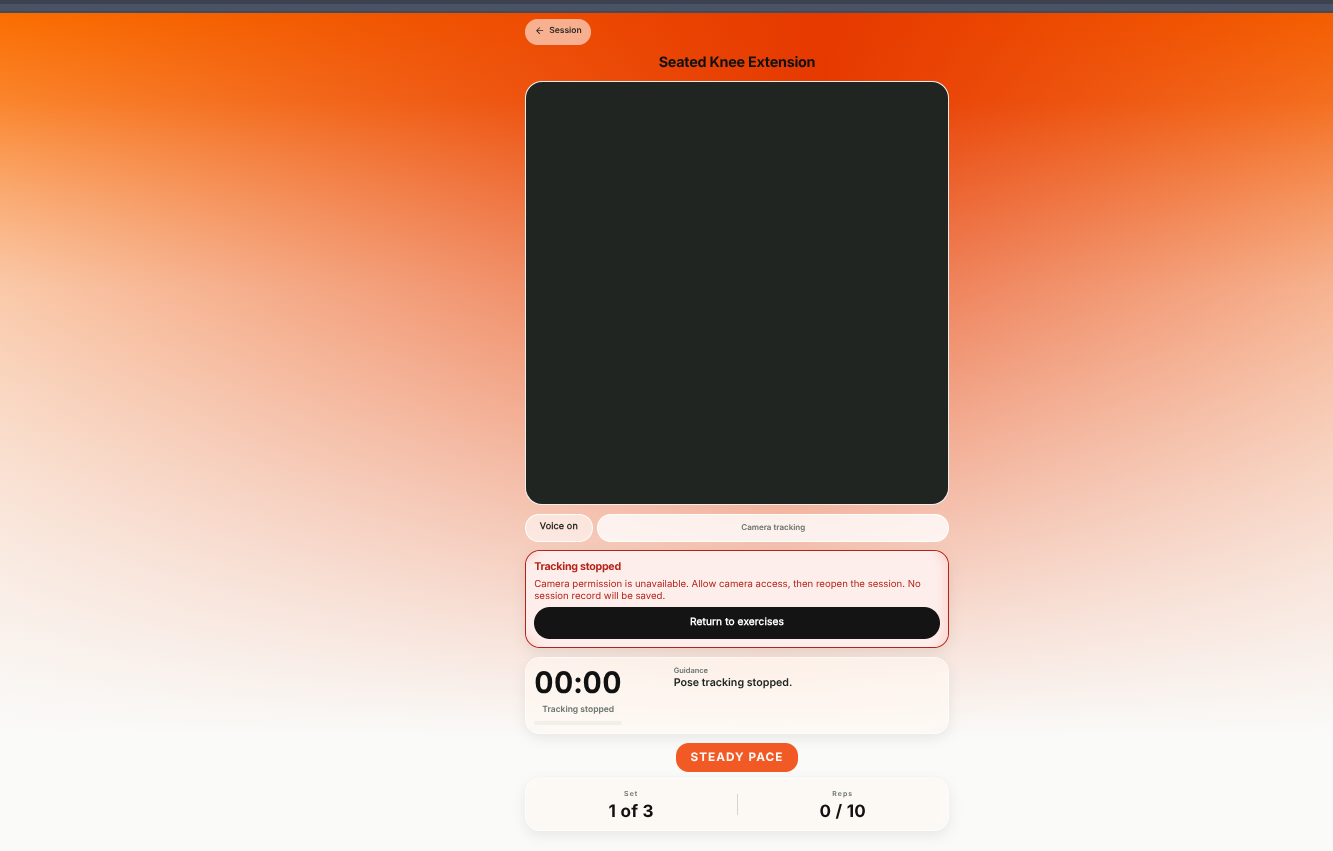 ← Session
Seated Knee Extension
Voice on
Camera tracking
Tracking stopped
Camera permission is unavailable. Allow camera access, then reopen the session. No
session record will be saved.
Return to exercises
00:00
Tracking stopped
Guidance
Pose tracking stopped.
STEADY PACE
Set
1 of 3
Reps
0 / 10